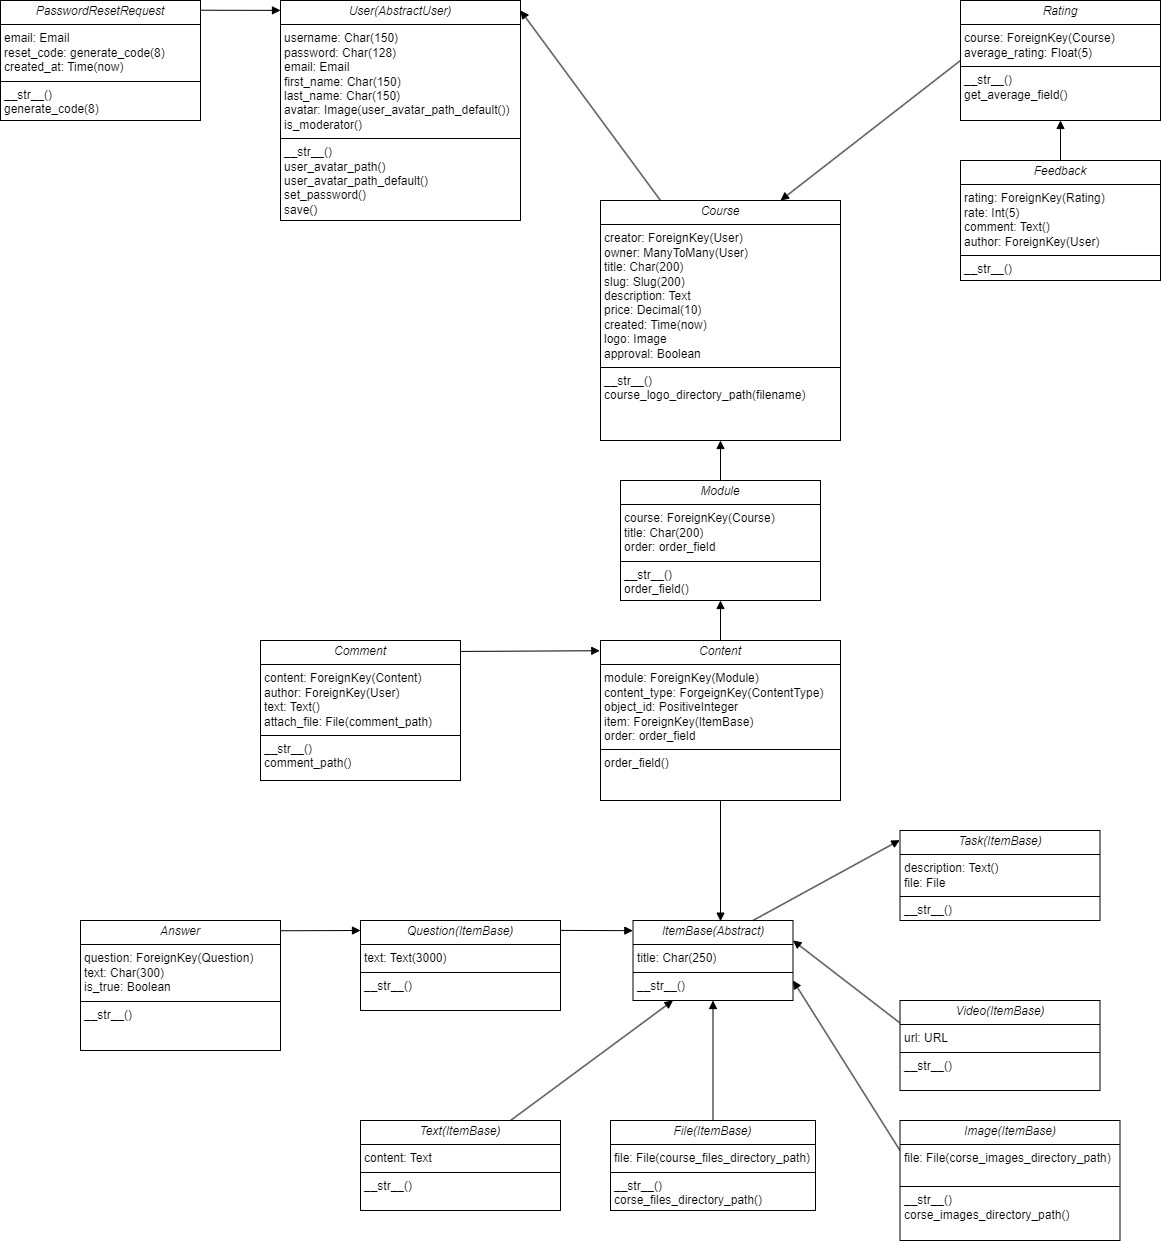 PasswordResetRequest
email: Email
reset_code: generate_code(8)
created_at: Time(now)
__str__()
generate_code(8)
User(AbstractUser)
username: Char(150)
password: Char(128)
email: Email
first_name: Char(150)
last_name: Char(150)
avatar: Image(user_avatar_path_default())
is_moderator()
__str__()
user_avatar_path()
user_avatar_path_default()
set_password()
save()
Rating
course: ForeignKey(Course)
average_rating: Float(5)
__str__()
get_average_field()
Feedback
rating: ForeignKey(Rating)
rate: Int(5)
comment: Text()
author: ForeignKey(User)
__str__()
Course
creator: ForeignKey(User)
owner: ManyToMany(User)
title: Char(200)
slug: Slug(200)
description: Text
price: Decimal(10)
created: Time(now)
logo: Image
approval: Boolean
__str__()
course_logo_directory_path(filename)
Module
course: ForeignKey(Course)
title: Char(200)
order: order_field
__str__()
order_field()
Comment
content: ForeignKey(Content)
author: ForeignKey(User)
text: Text()
attach_file: File(comment_path)
__str__()
comment_path()
Content
module: ForeignKey(Module)
content_type: ForgeignKey(ContentType)
object_id: PositiveInteger
item: ForeignKey(ItemBase)
order: order_field
order_field()
Task(ItemBase)
description: Text()
file: File
__str__()
Answer
question: ForeignKey(Question)
text: Char(300)
is_true: Boolean
__str__()
Question(ItemBase)
text: Text(3000)
__str__()
ItemBase(Abstract)
title: Char(250)
__str__()
Video(ItemBase)
url: URL
__str__()
Text(ItemBase)
content: Text
__str__()
File(ItemBase)
file: File(course_files_directory_path)
__str__()
corse_files_directory_path()
Image(ItemBase)
file: File(corse_images_directory_path)
__str__()
corse_images_directory_path()